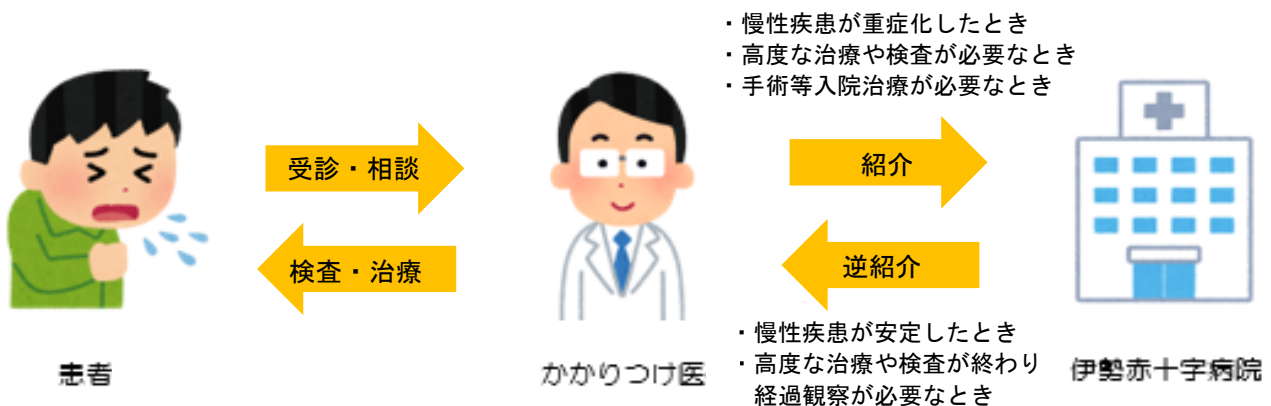 ・慢性疾患が重症化したとき
・高度な治療や検査が必要なとき
・手術等入院治療が必要なとき
受診・相談
紹介
検査・治療
逆紹介
・慢性疾患が安定したとき
・高度な治療や検査が終わり
経過観察が必要なとき
患者
かかりつけ医
伊勢赤十字病院